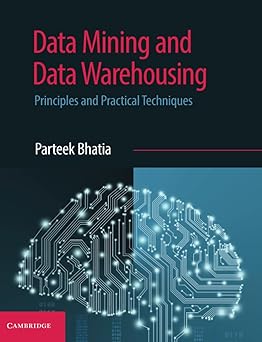 Data Mining and
Data Warehousing
Principles and Practical Techniques
Parteek Bhatia
CAMBRIDGE